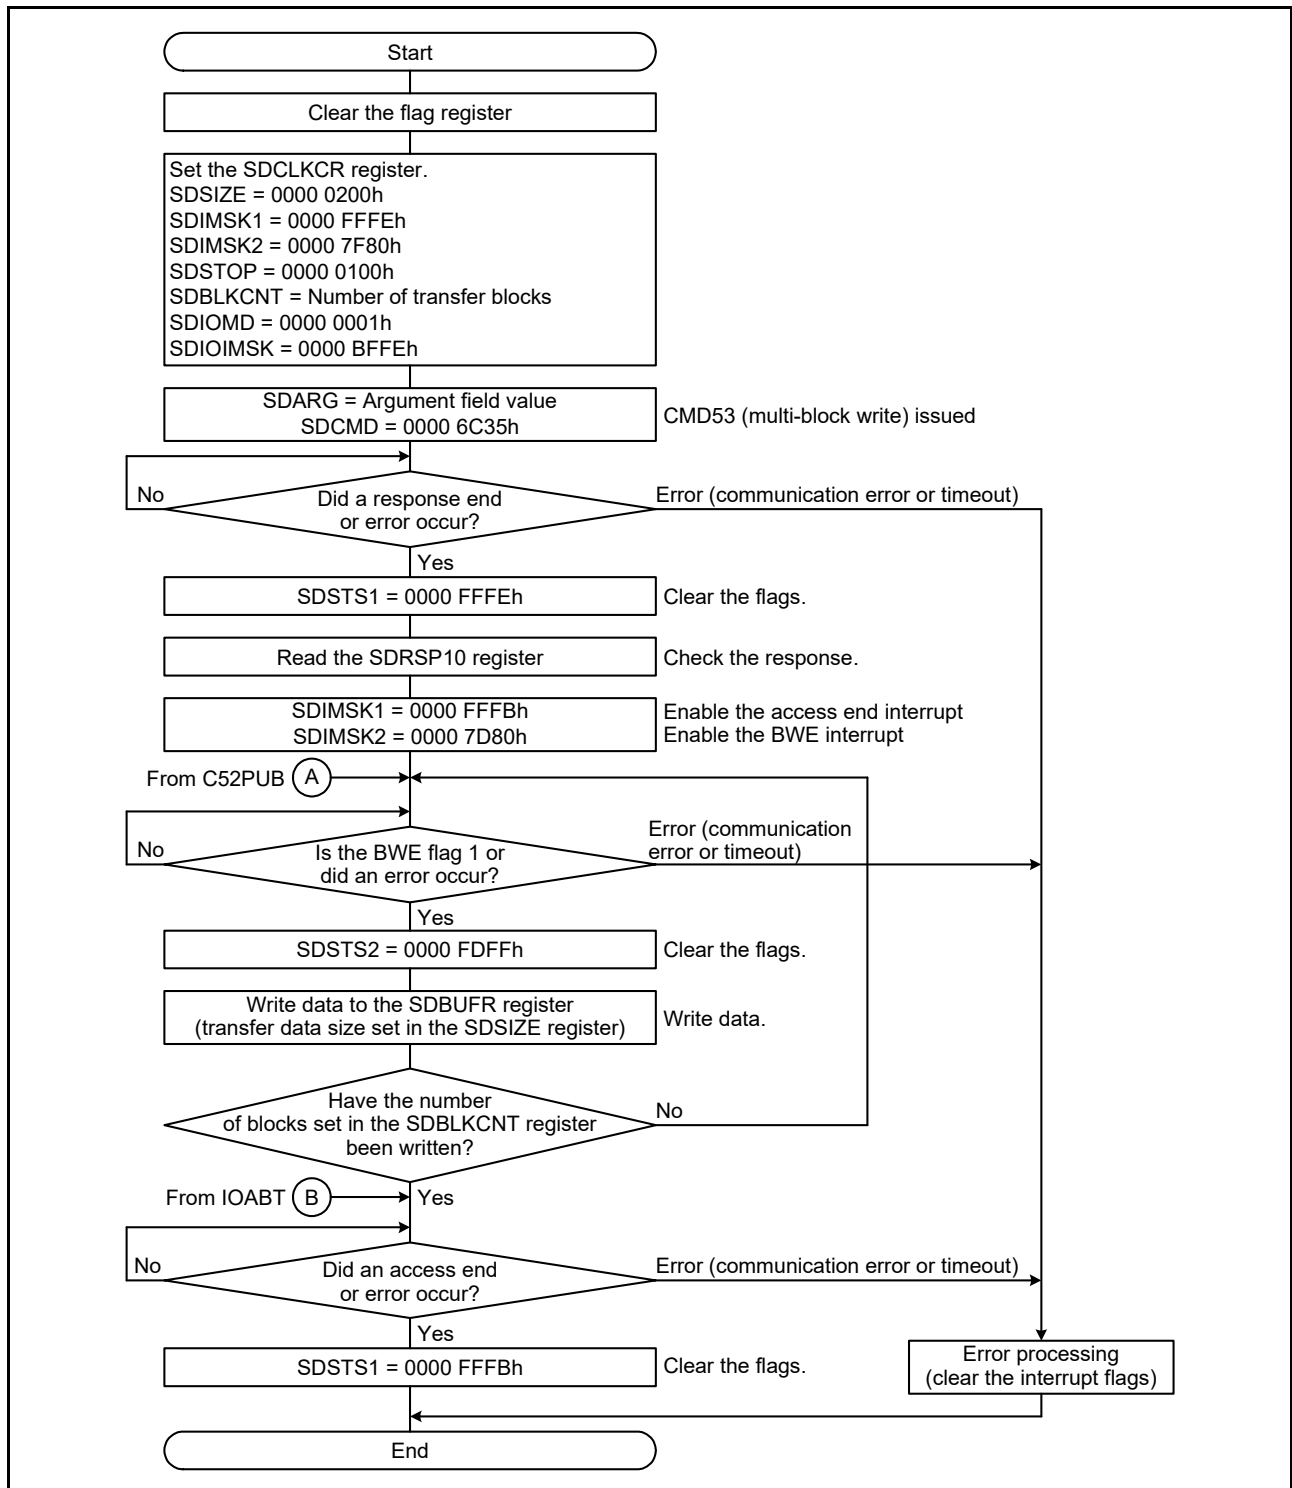 Start
Clear the flag register
Set the SDCLKCR register.
SDSIZE = 0000 0200h
SDIMSK1 = 0000 FFFEh
SDIMSK2 = 0000 7F80h
SDSTOP = 0000 0100h
SDBLKCNT = Number of transfer blocks
SDIOMD = 0000 0001h
SDIOIMSK = 0000 BFFEh
SDARG = Argument field value
SDCMD = 0000 6C35h
CMD53 (multi-block write) issued
No
Did a response end
or error occur?
Error (communication error or timeout)
Yes
SDSTS1 = 0000 FFFEh
Clear the flags.
Read the SDRSP10 register
Check the response.
SDIMSK1 = 0000 FFFBh
SDIMSK2 = 0000 7D80h
Enable the access end interrupt
Enable the BWE interrupt
From C52PUB
A
No
Is the BWE flag 1 or
did an error occur?
Error (communication
error or timeout)
Yes
SDSTS2 = 0000 FDFFh
Clear the flags.
Write data to the SDBUFR register
(transfer data size set in the SDSIZE register)
Write data.
Have the number
of blocks set in the SDBLKCNT register
been written?
No
From IOABT
B
Yes
No
Did an access end
or error occur?
Error (communication error or timeout)
Yes
SDSTS1 = 0000 FFFBh
Clear the flags.
Error processing
(clear the interrupt flags)
End